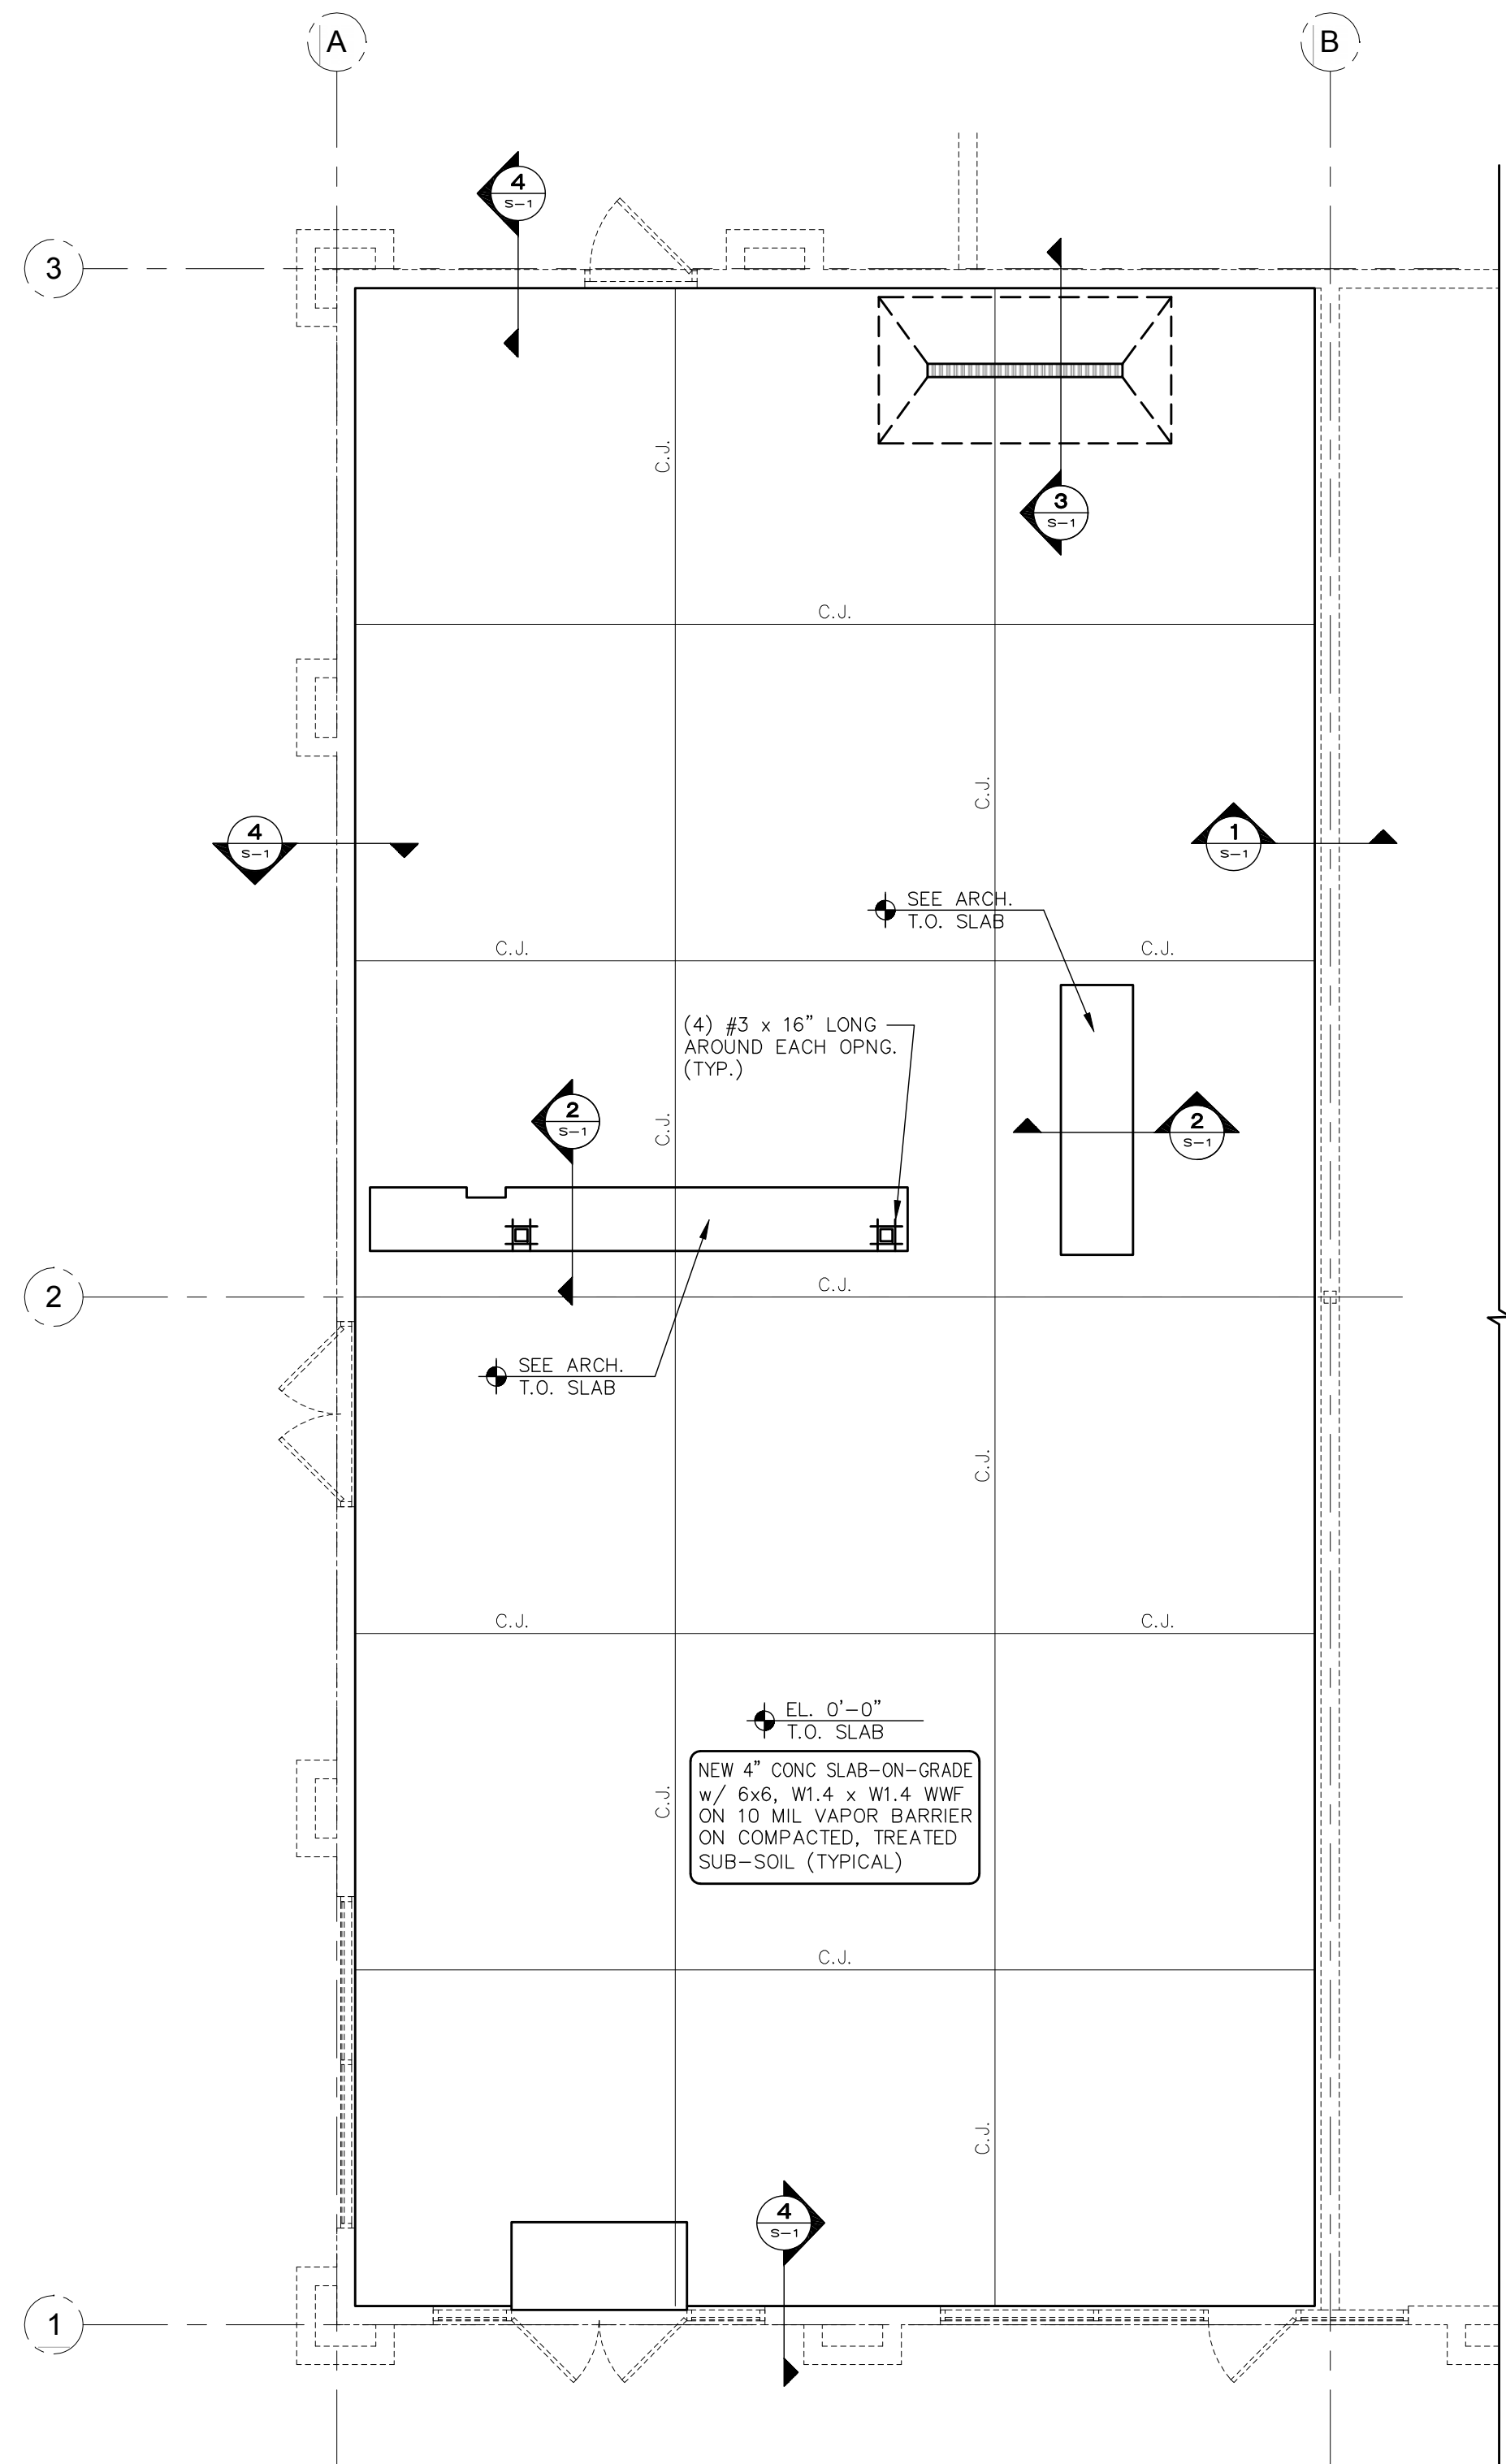 A
B
4
S-1
3
3
S-1
C.J.
C.J.
C.J.
4
S-1
1
S-1
SEE ARCH.
T.O. SLAB
C.J.
C.J.
(4) #3 x 16" LONG
AROUND EACH OPNG.
(TYP.)
2
S-1
C.J.
2
S-1
2
C.J.
SEE ARCH.
T.O. SLAB
C.J.
C.J.
C.J.
EL. 0'-0"
T.O. SLAB
NEW 4" CONC SLAB-ON-GRADE
w/ 6x6, W1.4 x W1.4 WWF
ON 10 MIL VAPOR BARRIER
ON COMPACTED, TREATED
SUB-SOIL (TYPICAL)
C.J.
C.J.
C.J.
4
S-1
1